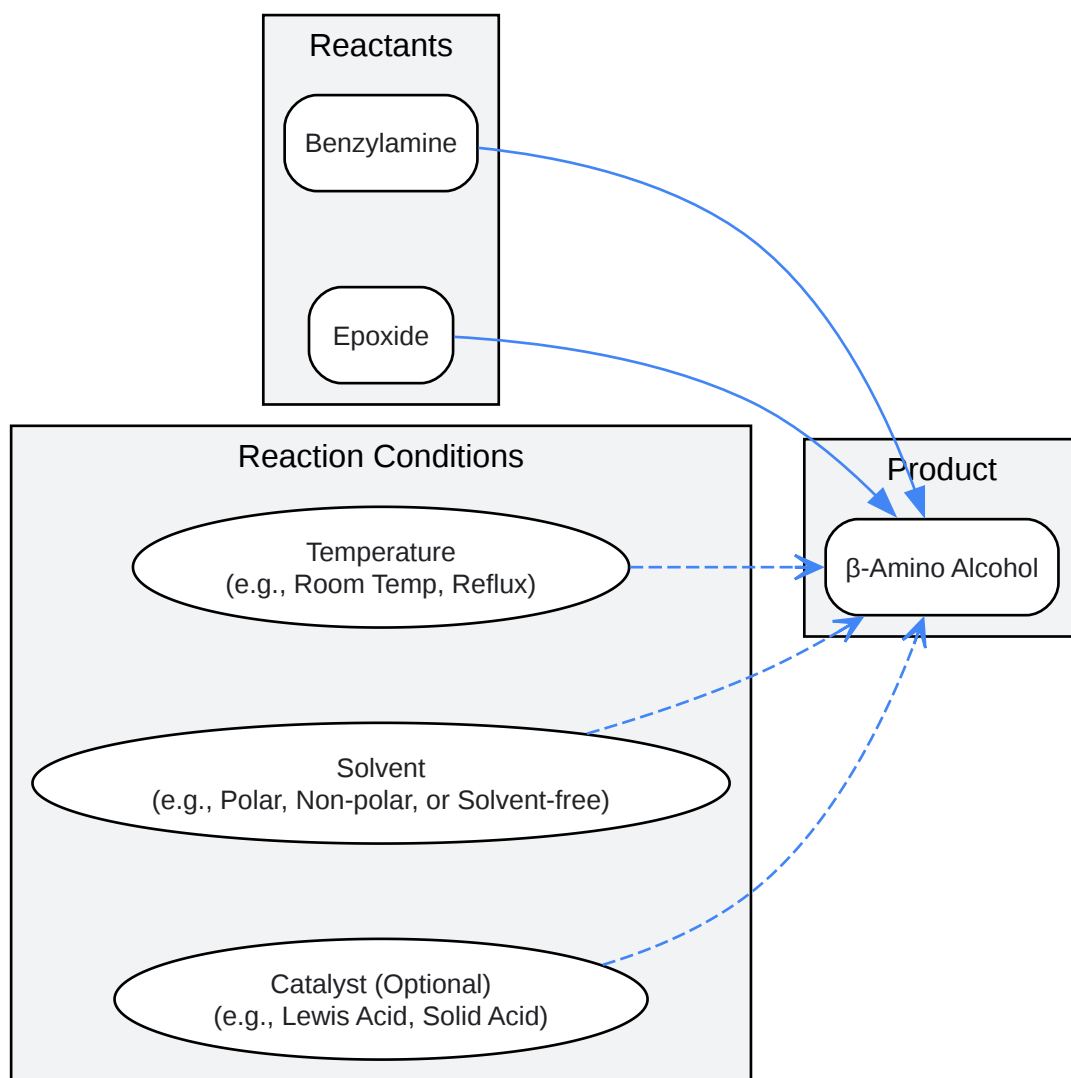 Reactants
Benzylamine
Epoxide
Reaction Conditions
Temperature
(e.g., Room Temp, Reflux)
Solvent
(e.g., Polar, Non-polar, or Solvent-free)
Catalyst (Optional)
(e.g., Lewis Acid, Solid Acid)
Product
β-Amino Alcohol